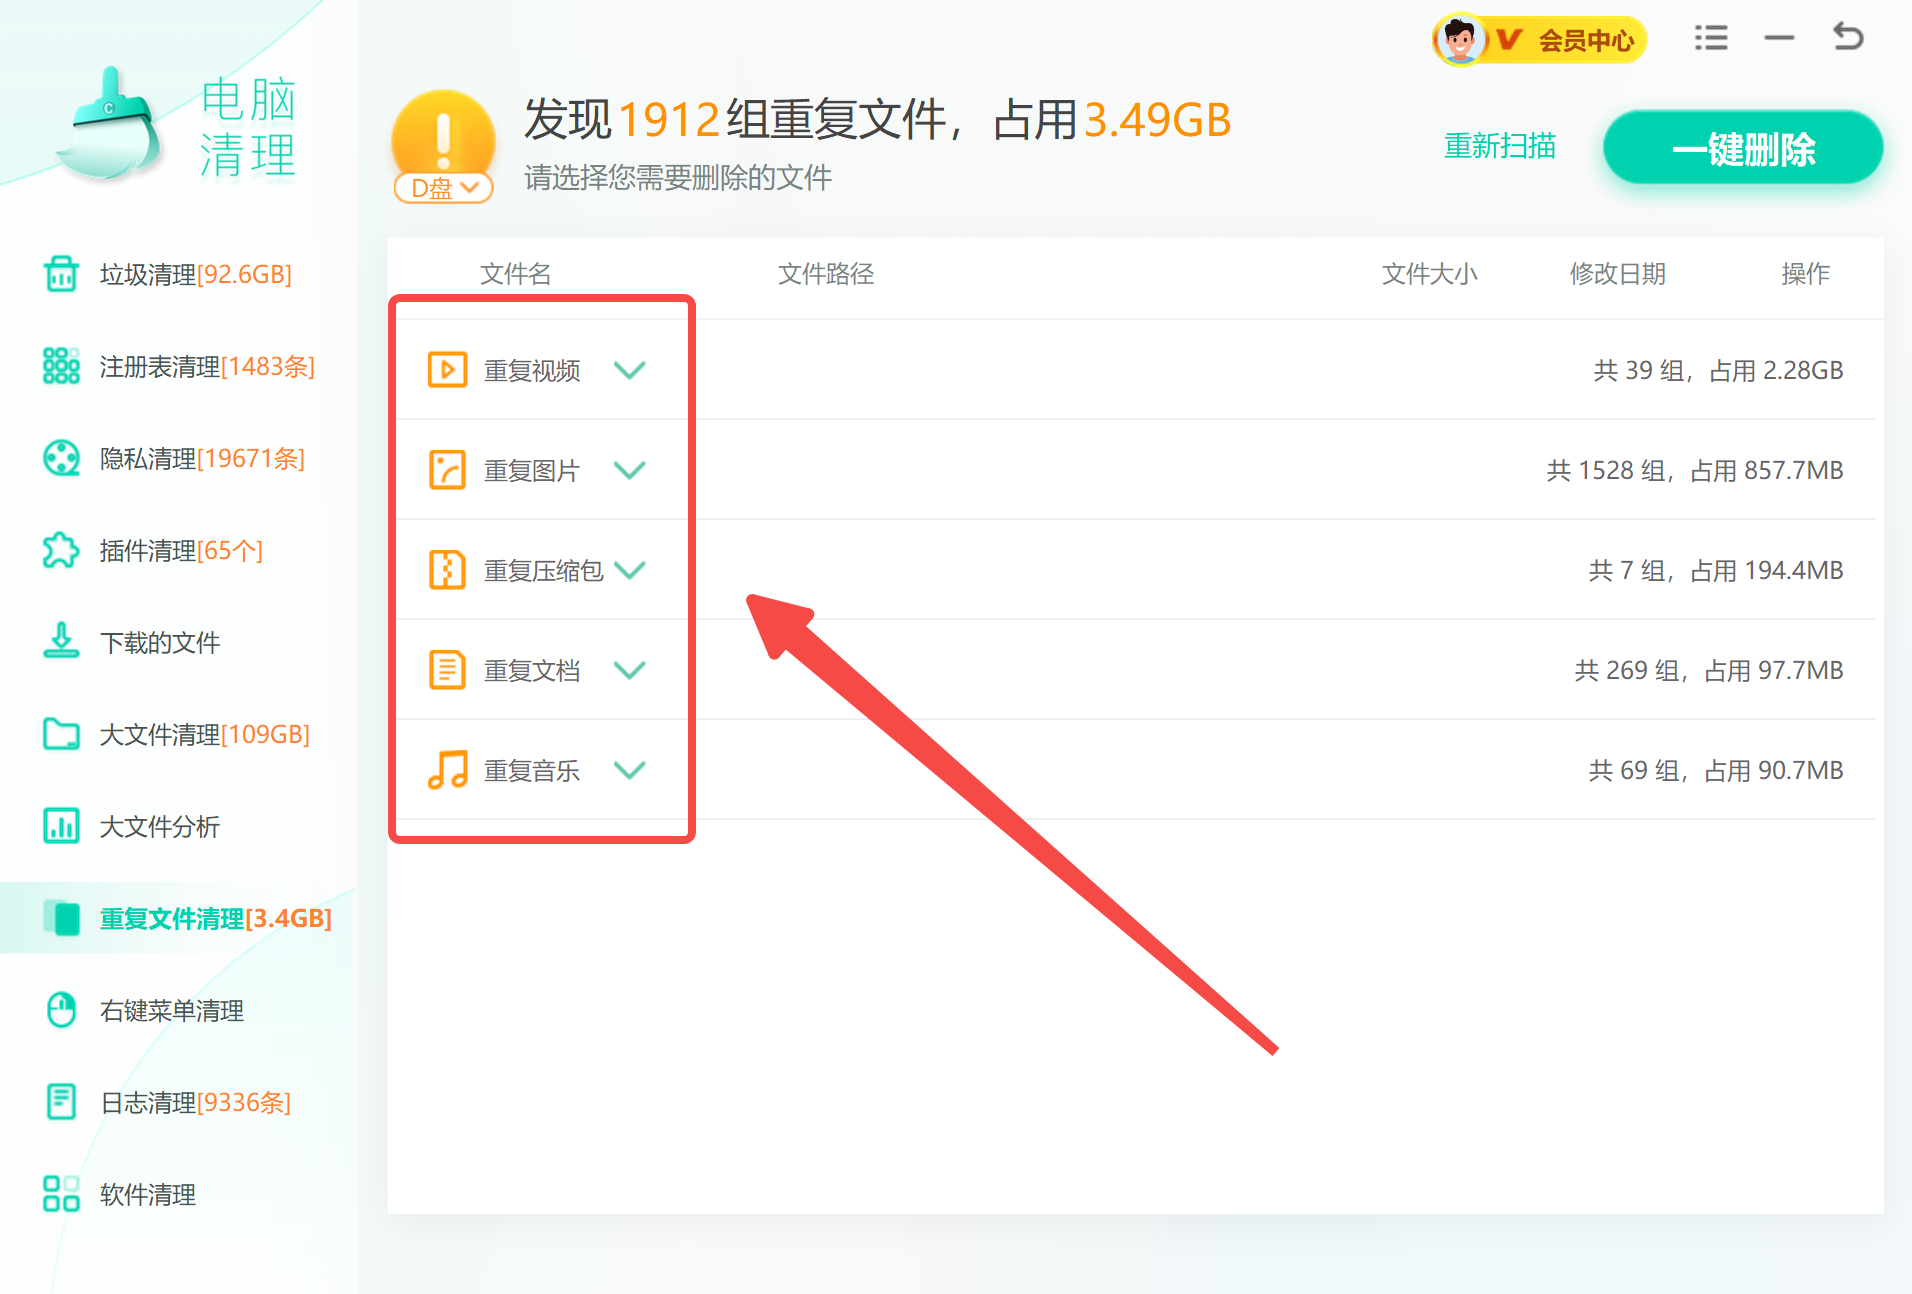 电脑
清理
会员中心
发现1912组重复文件，占用3.49GB
请选择您需要删除的文件
D盘
重新扫描
一键删除
垃圾清理[92.6GB]
注册表清理[1483条]
隐私清理[19671条]
插件清理[65个]
下载的文件
大文件清理[109GB]
大文件分析
重复文件清理[3.4GB]
右键菜单清理
日志清理[9336条]
软件清理
文件名 文件路径 文件大小 修改日期 操作
重复视频 共 39 组，占用 2.28GB
重复图片 共 1528 组，占用 857.7MB
重复压缩包 共 7 组，占用 194.4MB
重复文档 共 269 组，占用 97.7MB
重复音乐 共 69 组，占用 90.7MB